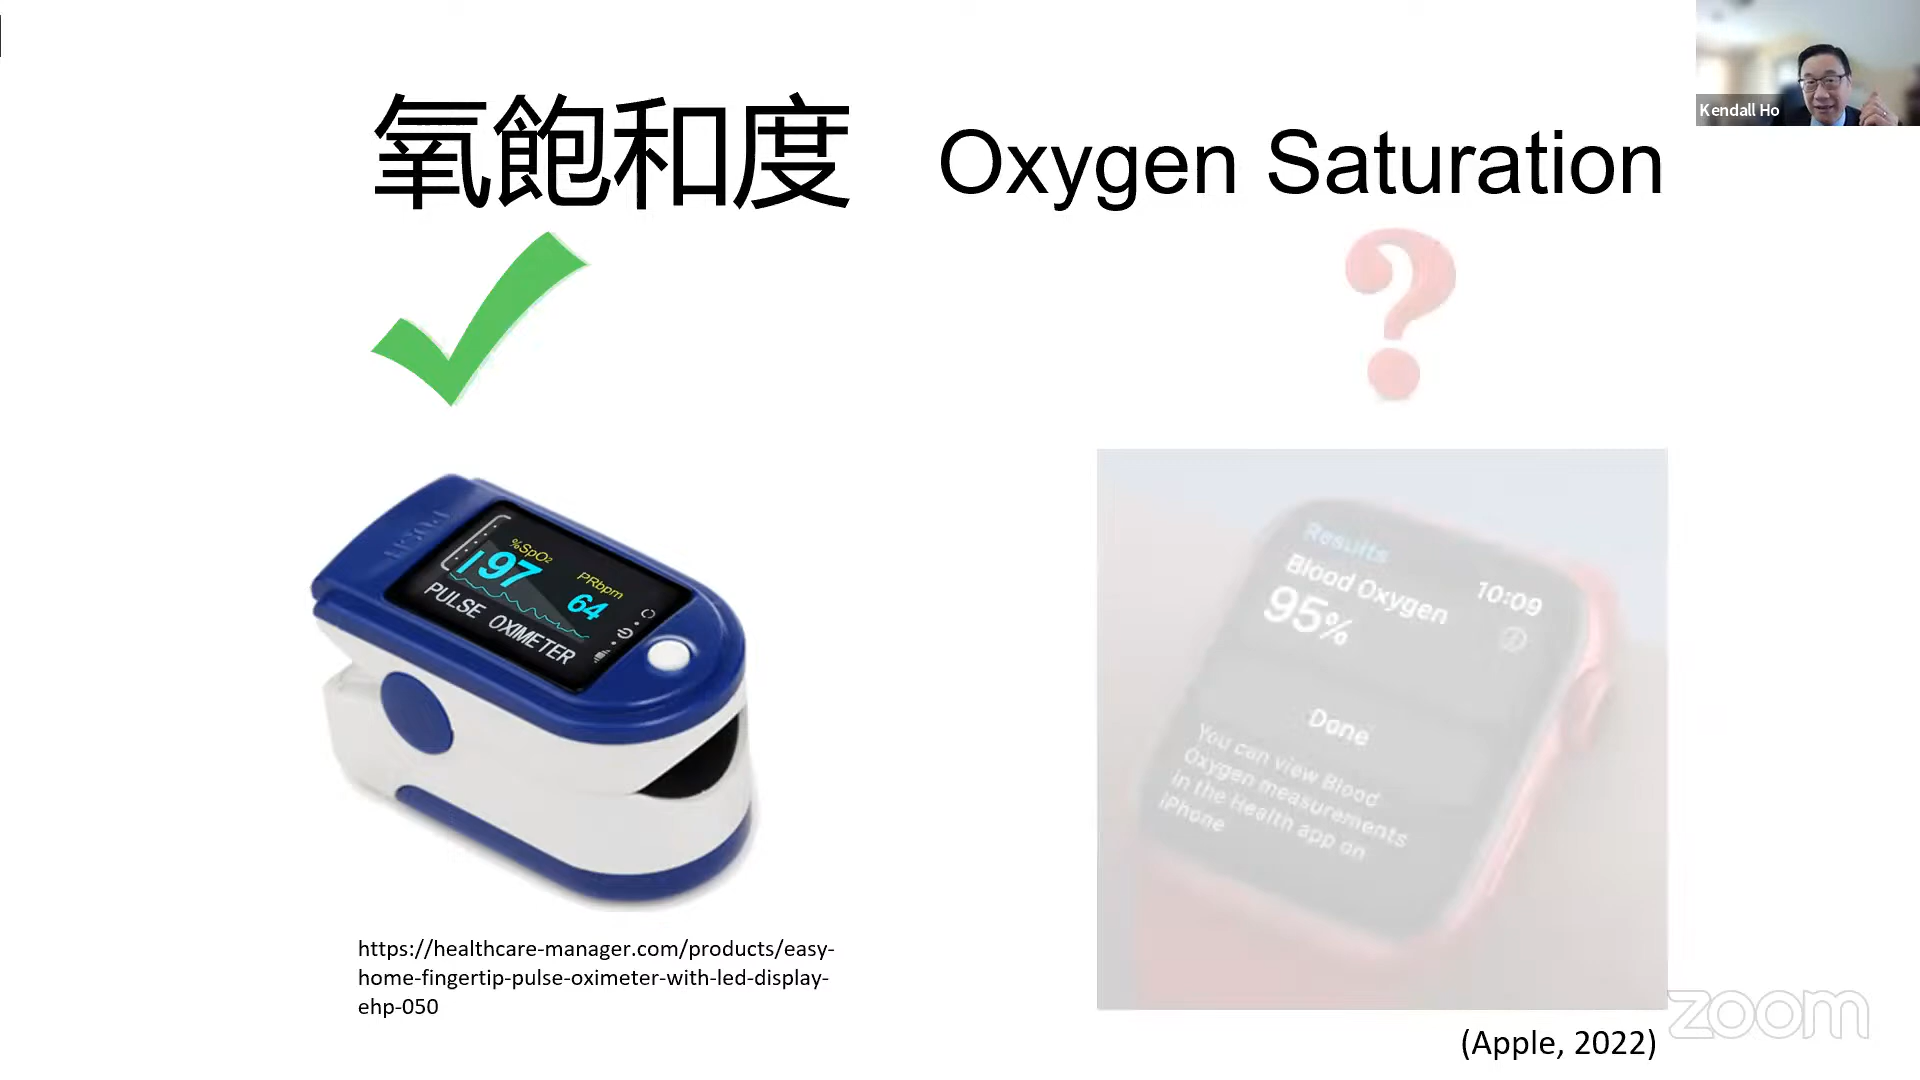 氧飽和度 Oxygen Saturation
Kendall Ho
%SpO2
97
PRbpm
64
PULSE OXIMETER
Results
Blood Oxygen 10:09
95%
Done
You can view Blood
Oxygen measurements
in the Health app on
iPhone
https://healthcare-manager.com/products/easy-
home-fingertip-pulse-oximeter-with-led-display-
ehp-050
(Apple, 2022)
zoom